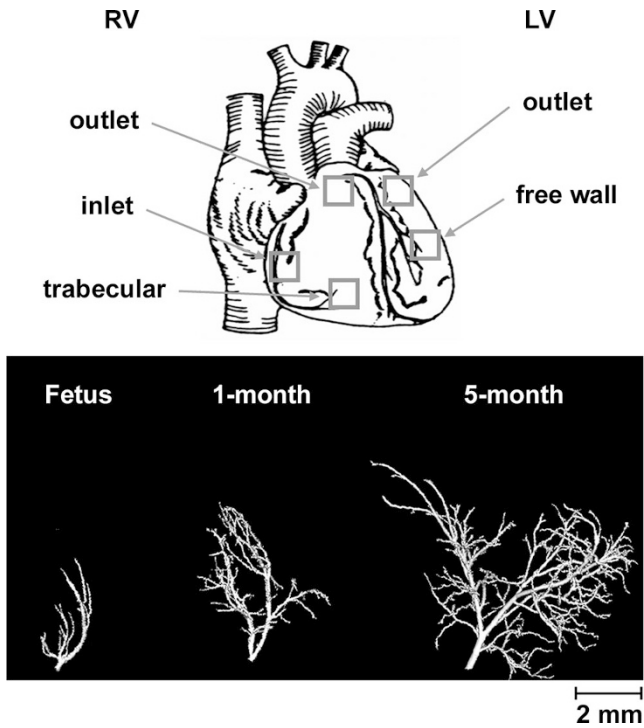 RV
LV
outlet
outlet
inlet
free wall
trabecular
Fetus
1-month
5-month
2 mm